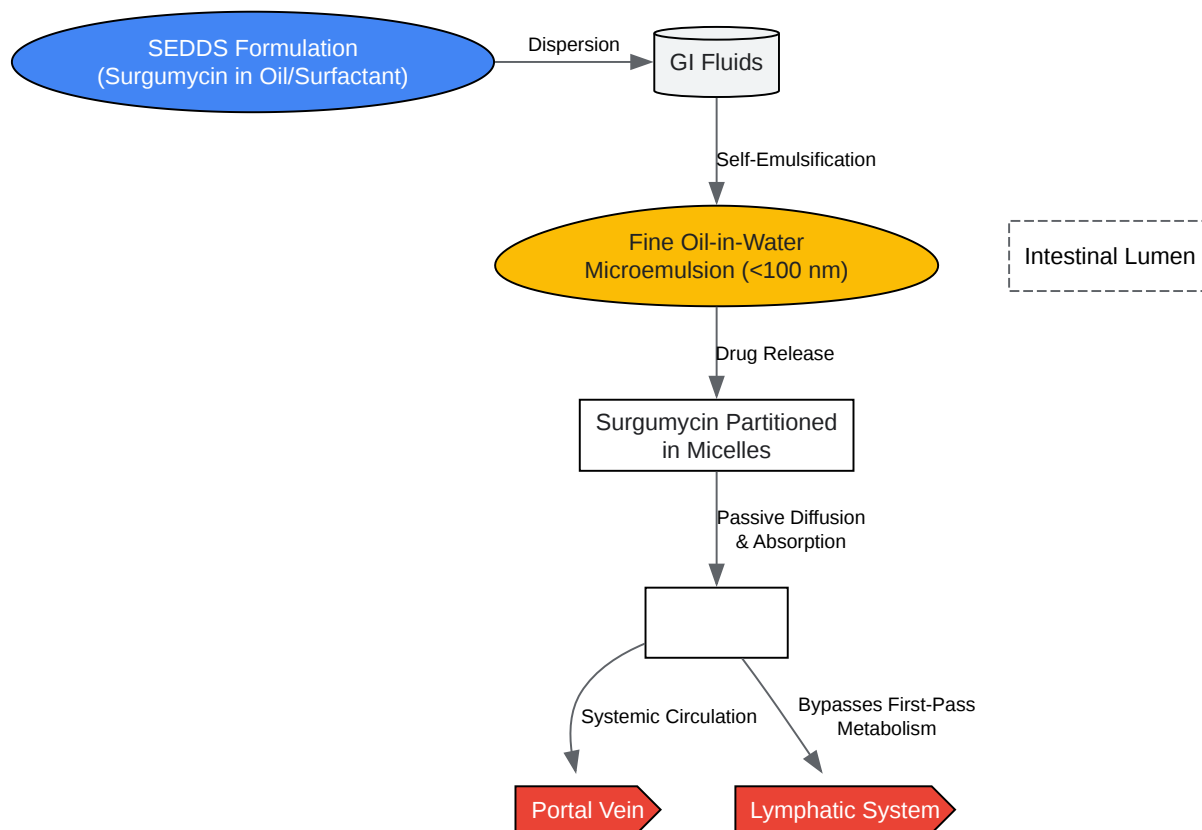 SEDDS Formulation
(Surgumycin in Oil/Surfactant)
Dispersion
GI Fluids
Self-Emulsification
Fine Oil-in-Water
Microemulsion (<100 nm)
Intestinal Lumen
Drug Release
Surgumycin Partitioned
in Micelles
Passive Diffusion
& Absorption
Systemic Circulation
Bypasses First-Pass
Metabolism
Portal Vein
Lymphatic System